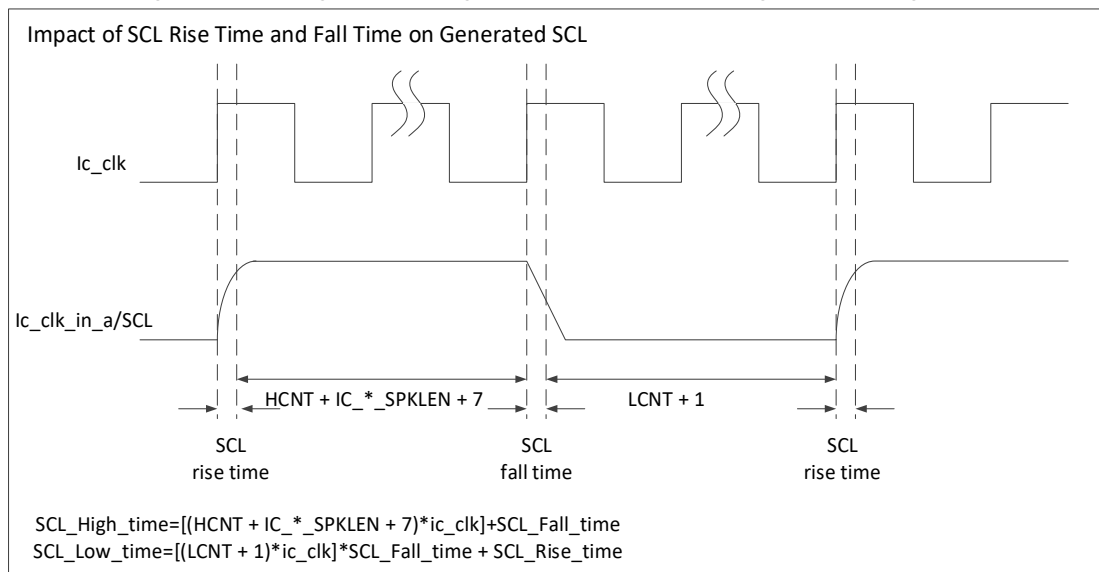 Impact of SCL Rise Time and Fall Time on Generated SCL
Ic_clk
Ic_clk_in_a/SCL
HCNT + IC_*_SPKLEN + 7
LCNT + 1
SCL
rise time
SCL
fall time
SCL
rise time
SCL_High_time=[(HCNT + IC_*_SPKLEN + 7)*ic_clk]+SCL_Fall_time
SCL_Low_time=[(LCNT + 1)*ic_clk]*SCL_Fall_time + SCL_Rise_time